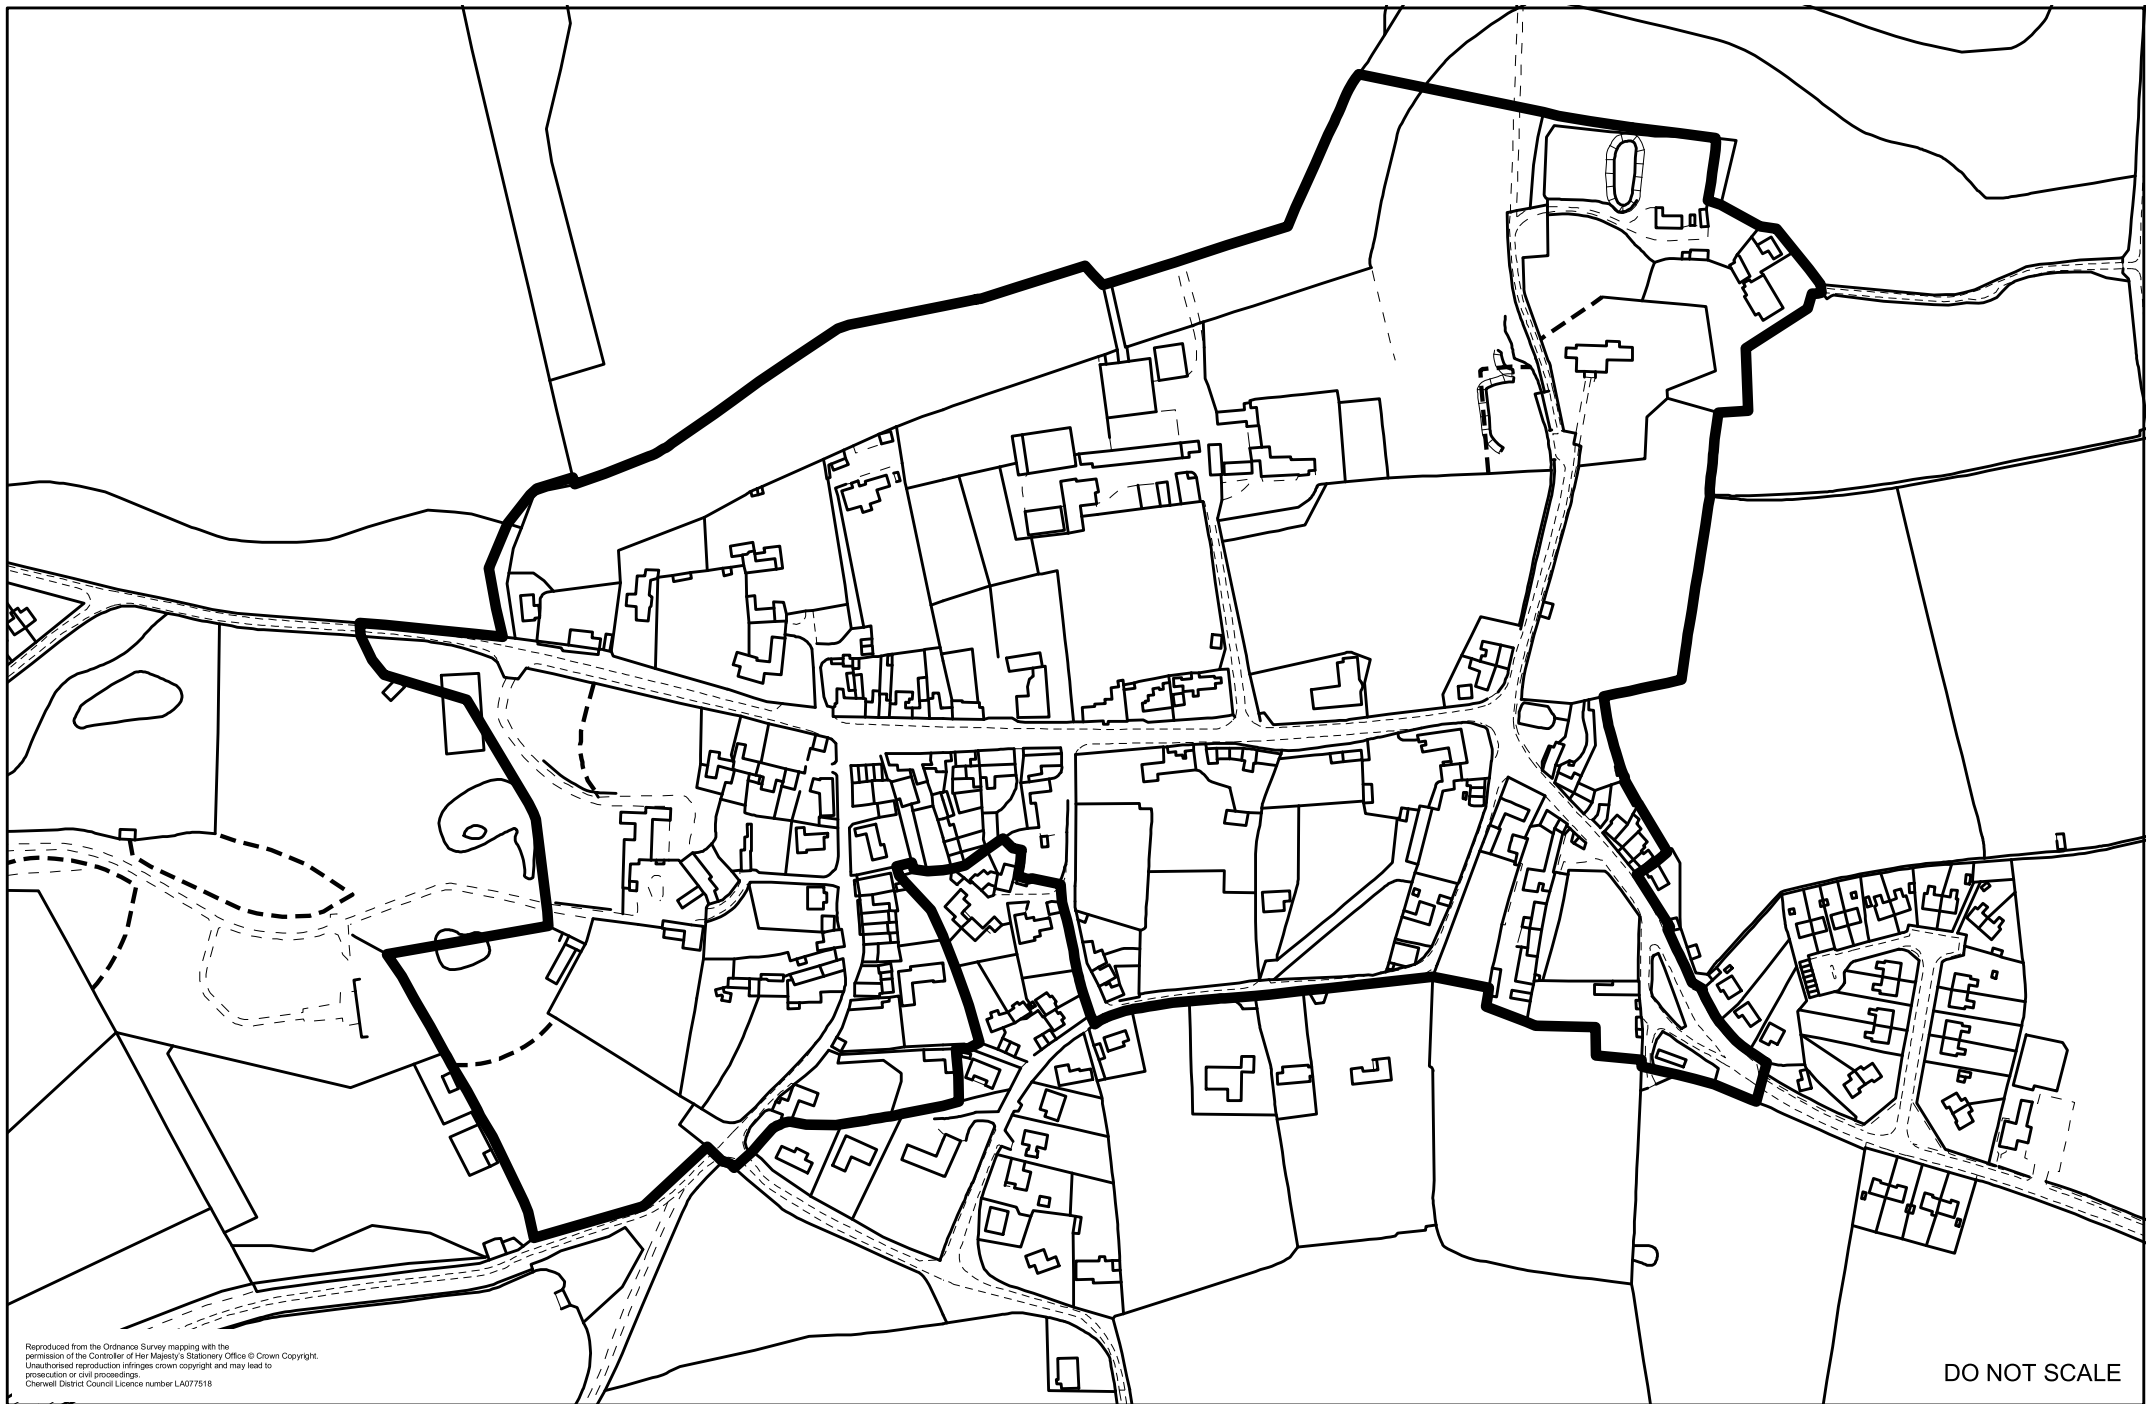 Reproduced from the Ordnance Survey mapping with the
permission of the Controller of Her Majesty's Stationery Office © Crown Copyright.
Unauthorised reproduction infringes crown copyright and may lead to
prosecution or civil proceedings.
Cherwell District Council Licence number LA077518
DO NOT SCALE